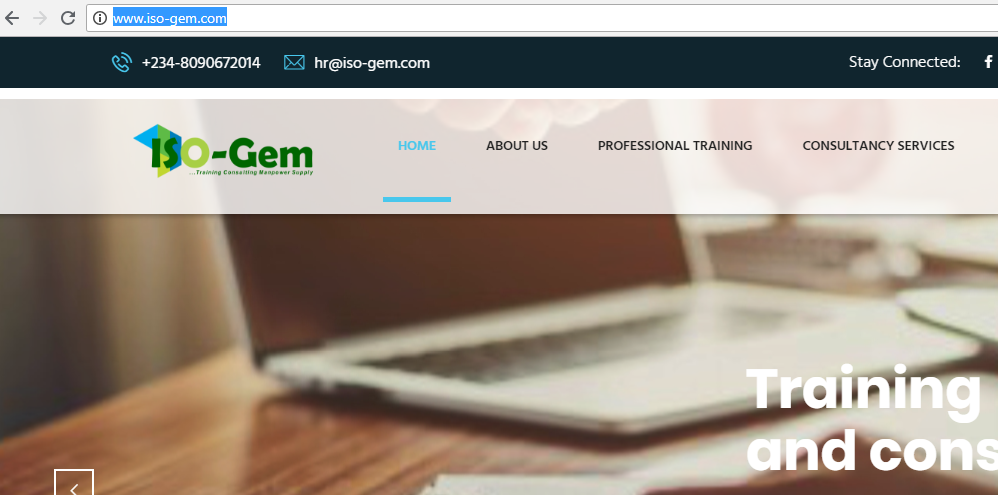 www.iso-gem.com
+234-8090672014 hr@iso-gem.com Stay Connected:
ISO-Gem
...Training Consulting Manpower Supply
HOME ABOUT US PROFESSIONAL TRAINING CONSULTANCY SERVICES
Training
and cons